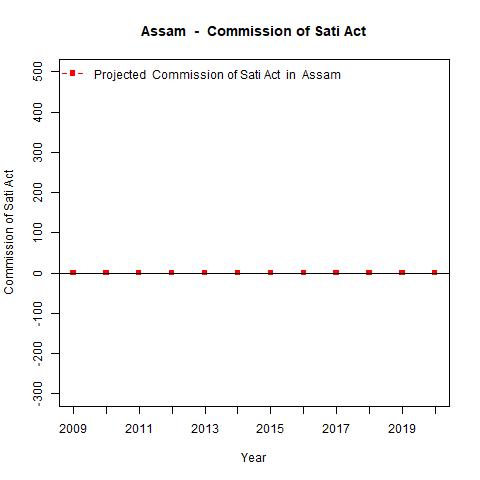 Assam - Commission of Sati Act
Projected Commission of Sati Act in Assam
Commission of Sati Act
500
400
300
200
100
0
-100
-200
-300
2009 2011 2013 2015 2017 2019
Year